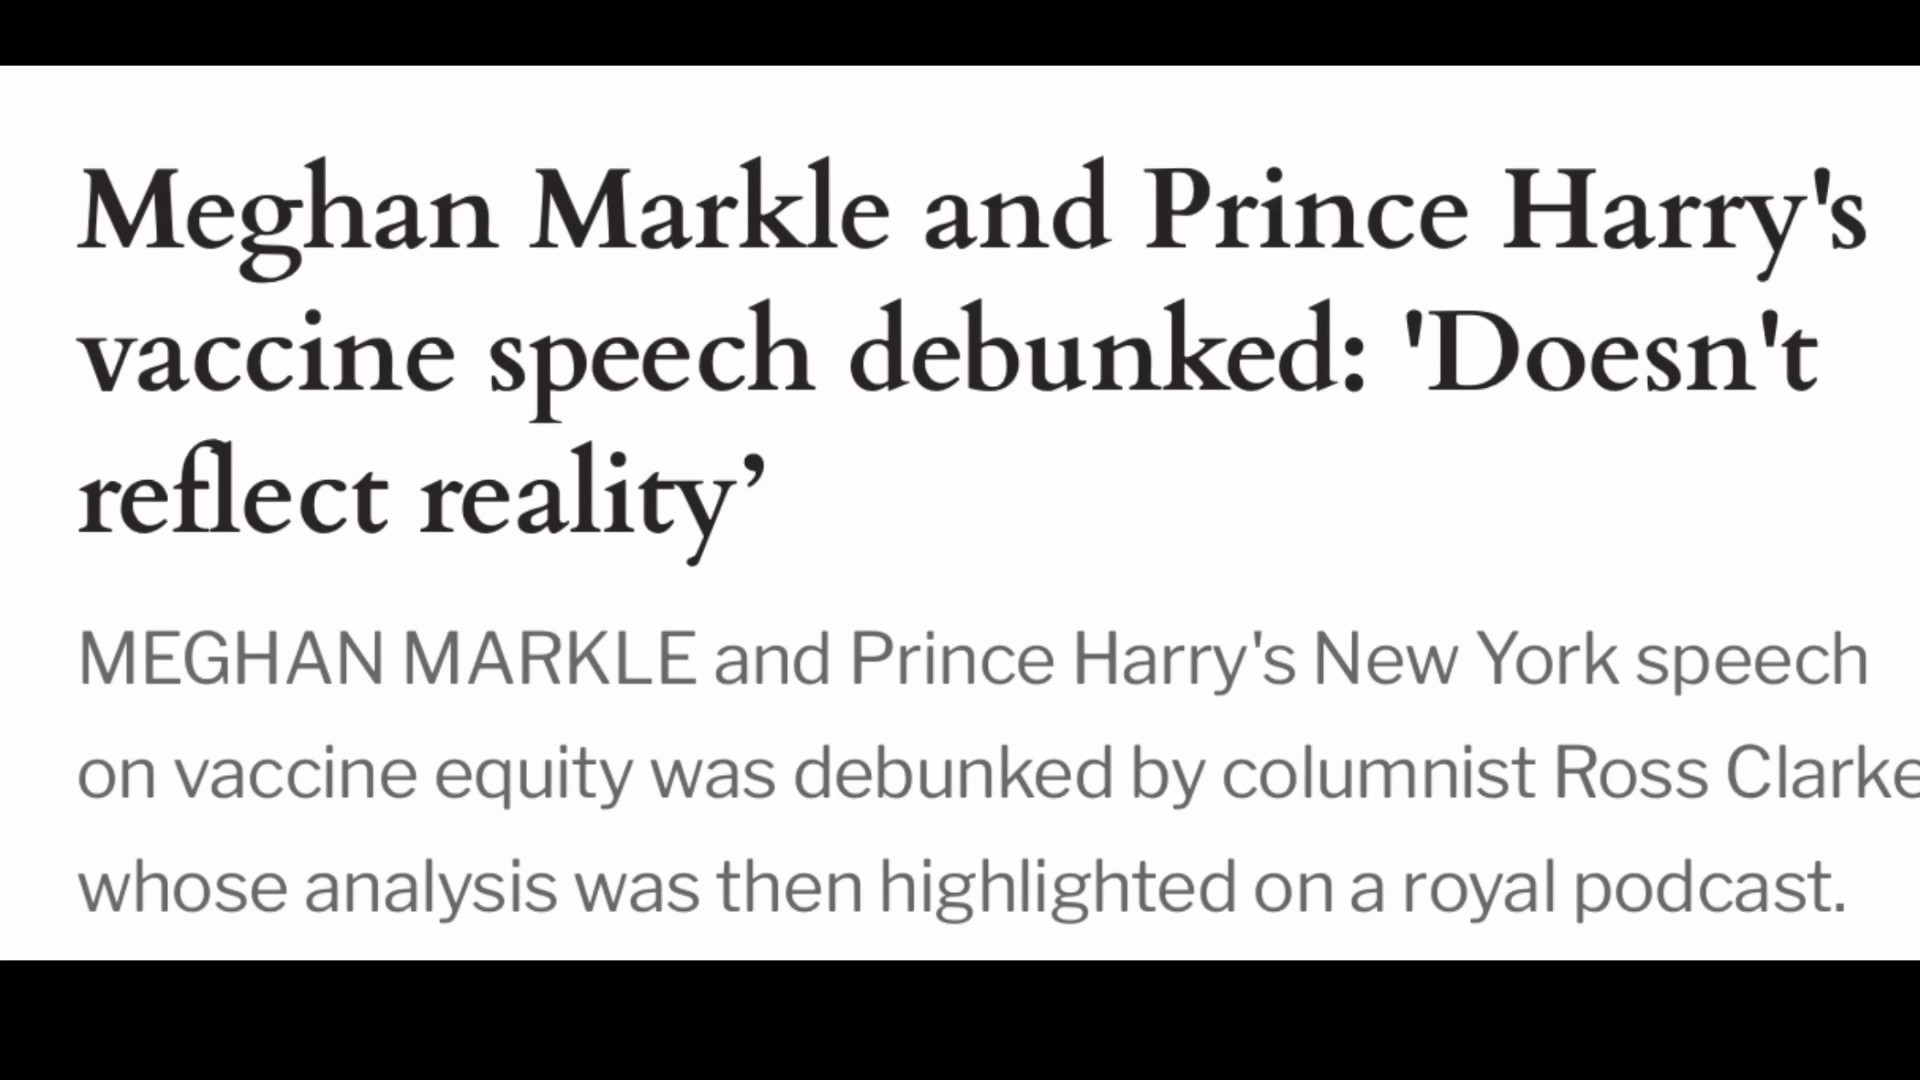 Meghan Markle and Prince Harry's
vaccine speech debunked: 'Doesn't
reflect reality’
MEGHAN MARKLE and Prince Harry's New York speech
on vaccine equity was debunked by columnist Ross Clarke
whose analysis was then highlighted on a royal podcast.